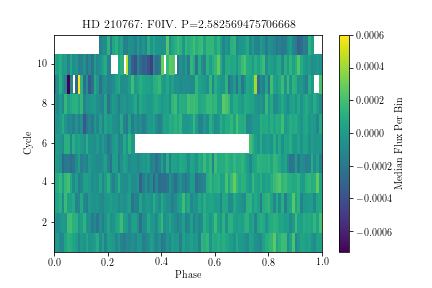 HD 210767: F0IV. P=2.582569475706668
Cycle
10
8
6
4
2
0.0 0.2 0.4 0.6 0.8 1.0
Phase
0.0006
0.0004
0.0002
0.0000
−0.0002
−0.0004
−0.0006
Median Flux Per Bin